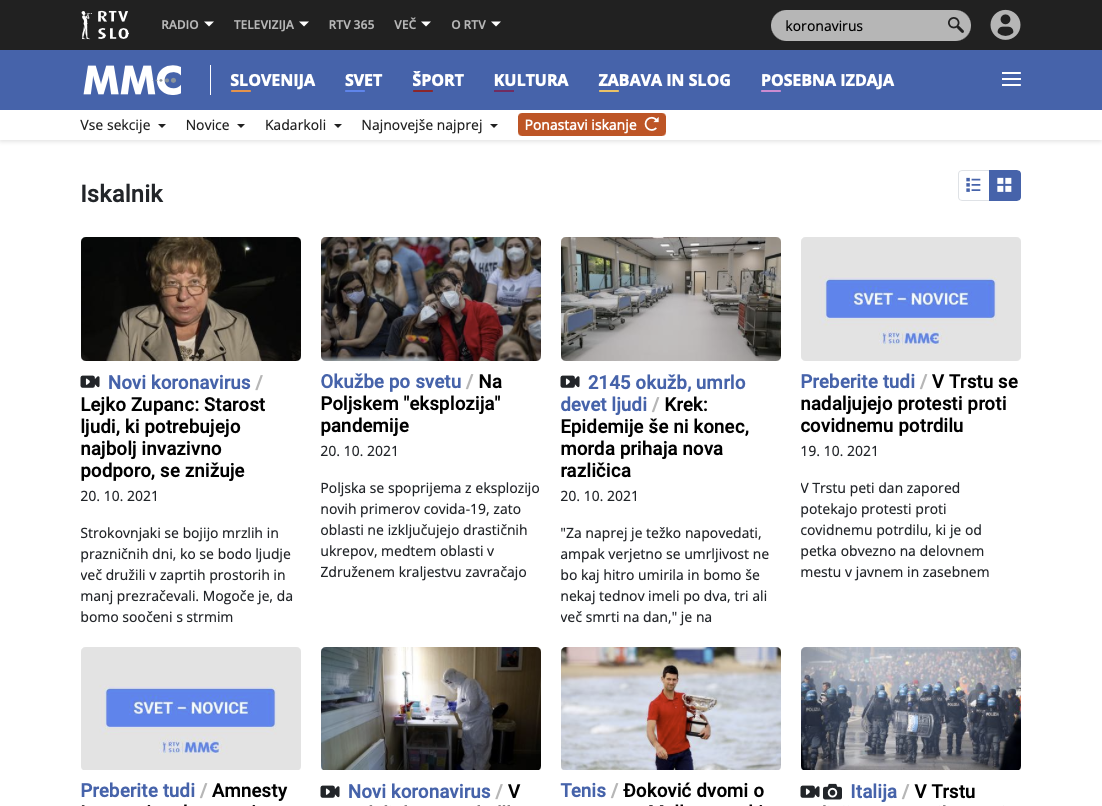 RTV
SLO
RADIO
TELEVIZIJA
RTV 365
VEČ
O RTV
koronavirus
MMC
SLOVENIJA
SVET
ŠPORT
KULTURA
ZABAVA IN SLOG
POSEBNA IZDAJA
Vse sekcije
Novice
Kadarkoli
Najnovejše najprej
Ponastavi iskanje
Iskalnik
Novi koronavirus /
Lejko Zupanc: Starost
ljudi, ki potrebujejo
najbolj invazivno
podporo, se znižuje
20. 10. 2021
Strokovnjaki se bojijo mrzlih in
prazničnih dni, ko se bodo ljudje
več družili v zaprtih prostorih in
manj prezračevali. Mogoče je, da
bomo soočeni s strmim
HATE
Okužbe po svetu / Na
Poljskem "eksplozija"
pandemije
20. 10. 2021
Poljska se spoprijema z eksplozijo
novih primerov covida-19, zato
oblasti ne izključujejo drastičnih
ukrepov, medtem oblasti v
Združenem kraljestvu zavračajo
2145 okužb, umrlo
devet ljudi / Krek:
Epidemije še ni konec,
morda prihaja nova
različica
20. 10. 2021
"Za naprej je težko napovedati,
ampak verjetno se umrljivost ne
bo kaj hitro umirila in bomo še
nekaj tednov imeli po dva, tri ali
več smrti na dan," je na
SVET – NOVICE
RTV
SLO MMC
Preberite tudi / V Trstu se
nadaljujejo protesti proti
covidnemu potrdilu
19. 10. 2021
V Trstu peti dan zapored
potekajo protesti proti
covidnemu potrdilu, ki je od
petka obvezno na delovnem
mestu v javnem in zasebnem
SVET – NOVICE
RTV
SLO MMC
Preberite tudi / Amnesty
Novi koronavirus / V
Tenis / Đoković dvomi o
Italija / V Trstu